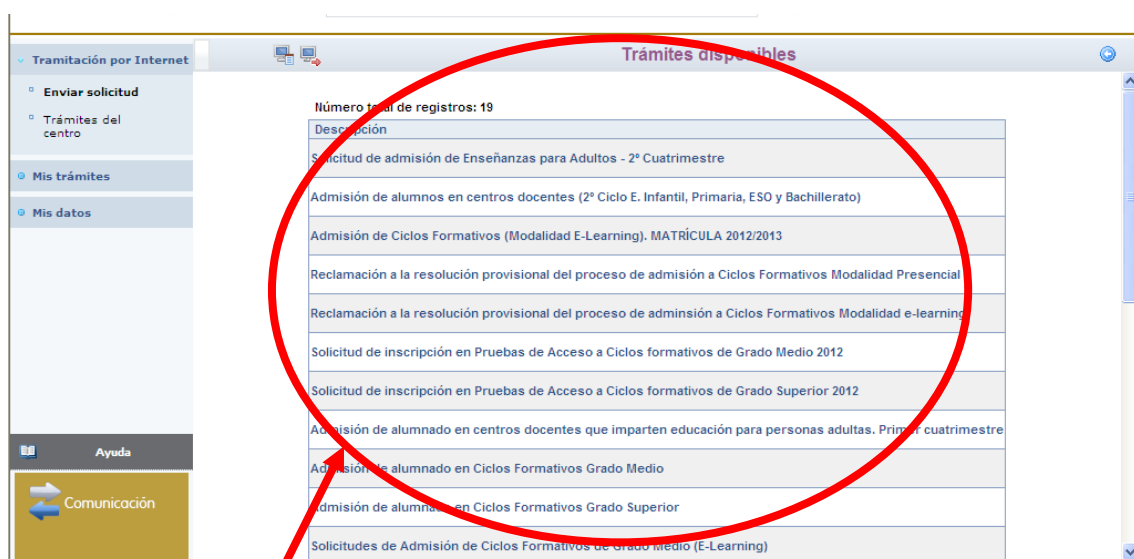 Tramitación por Internet
Enviar solicitud
Trámites del
centro
Mis trámites
Mis datos
Ayuda
Comunicación
Trámites disponibles
Número total de registros: 19
Descripción
Solicitud de admisión de Enseñanzas para Adultos - 2º Cuatrimestre
Admisión de alumnos en centros docentes (2º Ciclo E. Infantil, Primaria, ESO y Bachillerato)
Admisión de Ciclos Formativos (Modalidad E-Learning). MATRÍCULA 2012/2013
Reclamación a la resolución provisional del proceso de admisión a Ciclos Formativos Modalidad Presencial
Reclamación a la resolución provisional del proceso de adminsión a Ciclos Formativos Modalidad e-learning
Solicitud de inscripción en Pruebas de Acceso a Ciclos formativos de Grado Medio 2012
Solicitud de inscripción en Pruebas de Acceso a Ciclos formativos de Grado Superior 2012
Admisión de alumnado en centros docentes que imparten educación para personas adultas. Primer cuatrimestre
Admisión de alumnado en Ciclos Formativos Grado Medio
Admisión de alumnado en Ciclos Formativos Grado Superior
Solicitudes de Admisión de Ciclos Formativos de Grado Medio (E-Learning)